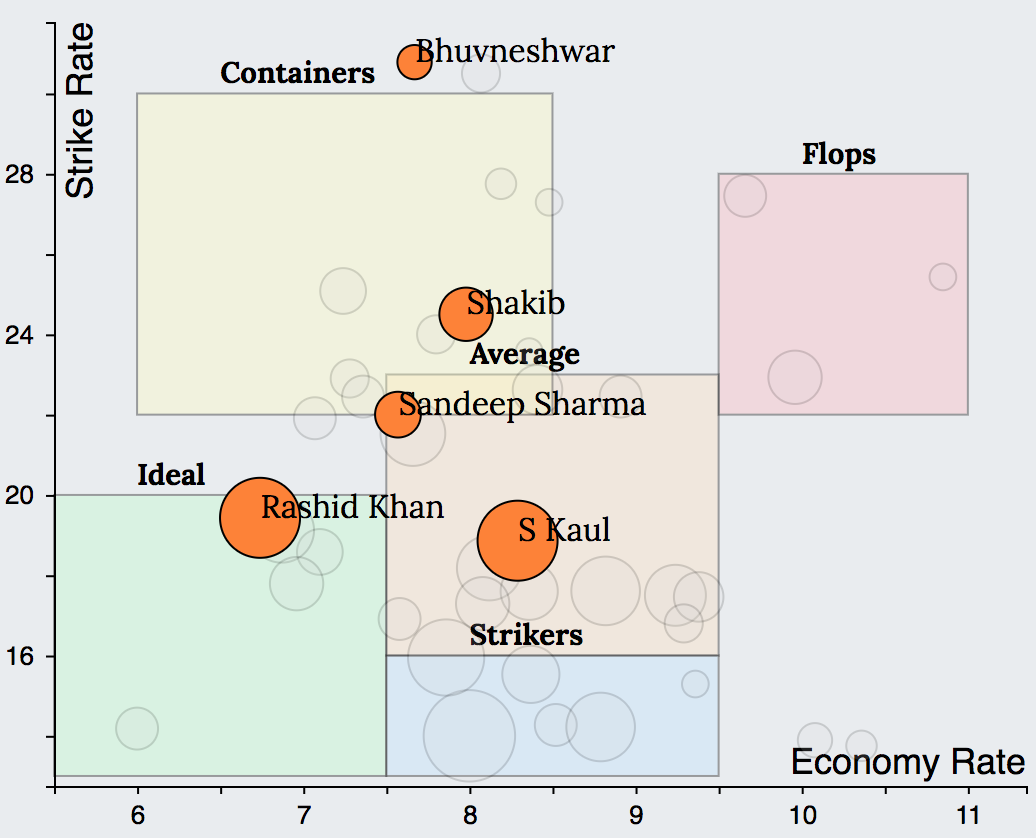 Strike Rate
Bhuvneshwar
Containers
Flops
28
Shakib
24
Average
Sandeep Sharma
Ideal
20
Rashid Khan
S Kaul
Strikers
16
Economy Rate
6 7 8 9 10 11